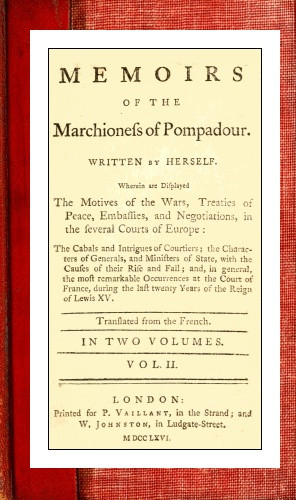 MEMOIRS
OF THE
Marchioneſs of Pompadour.
WRITTEN BY HERSELF.
Wherein are Diſplayed
The Motives of the Wars, Treaties of
Peace, Embaſſies, and Negotiations, in
the ſeveral Courts of Europe:
The Cabals and Intrigues of Courtiers; the Charac-
ters of Generals, and Miniſters of State, with
the Cauſes of their Riſe and Fall; and, in general,
the moſt remarkable Occurrences at the Court of
France, during the laſt twenty Years of the Reign
of Lewis XV.
Tranſlated from the French.
IN TWO VOLUMES.
VOL. II.
LONDON:
Printed for P. VAILLANT, in the Strand; and
W. JOHNSTON, in Ludgate-Street.
MDCCLXVI.